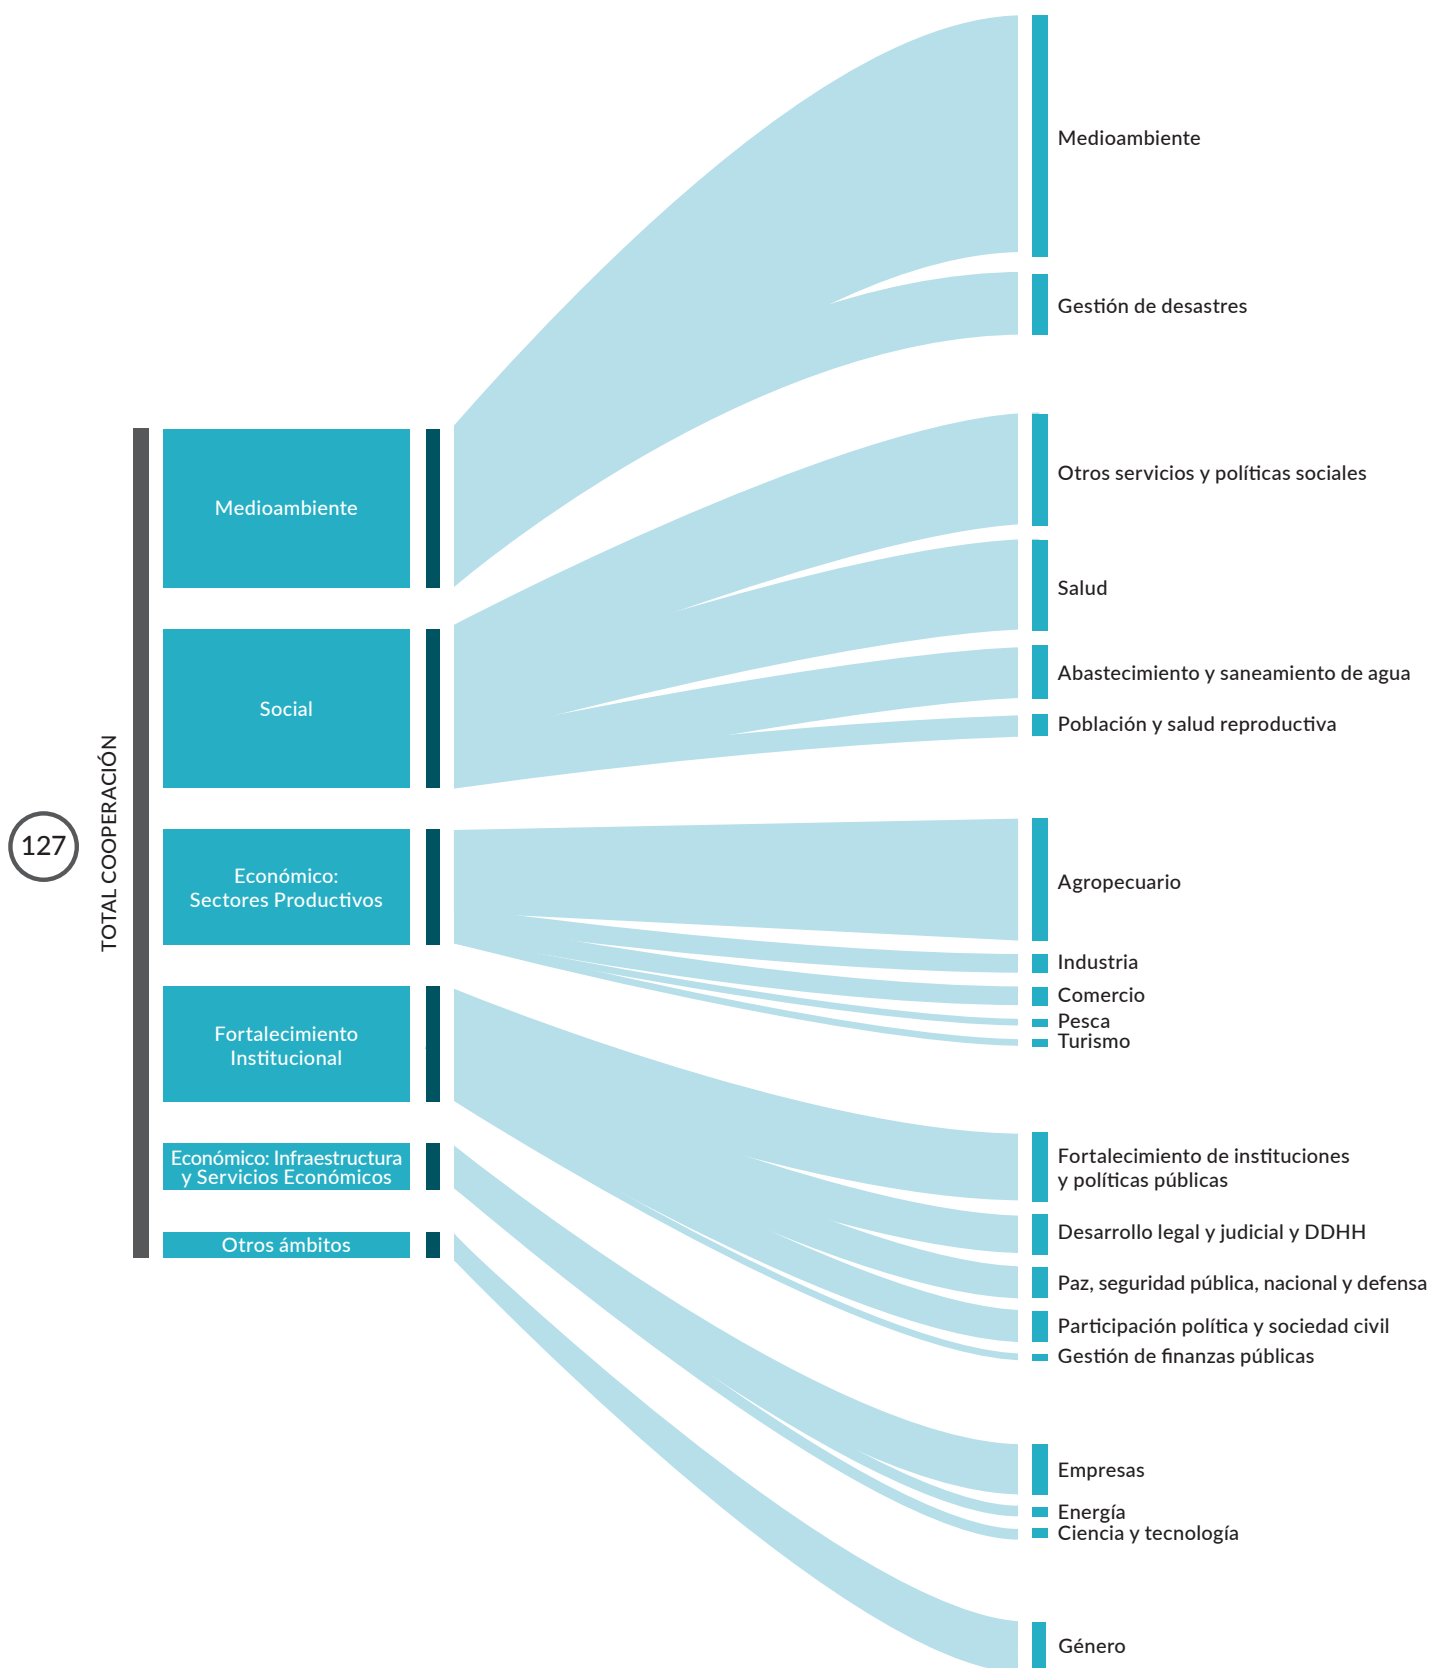 127
TOTAL COOPERACIÓN
Medioambiente
Social
Económico:
Sectores Productivos
Fortalecimiento
Institucional
Económico: Infraestructura
y Servicios Económicos
Otros ámbitos
Medioambiente
Gestión de desastres
Otros servicios y políticas sociales
Salud
Abastecimiento y saneamiento de agua
Población y salud reproductiva
Agropecuario
Industria
Comercio
Pesca
Turismo
Fortalecimiento de instituciones
y políticas públicas
Desarrollo legal y judicial y DDHH
Paz, seguridad pública, nacional y defensa
Participación política y sociedad civil
Gestión de finanzas públicas
Empresas
Energía
Ciencia y tecnología
Género